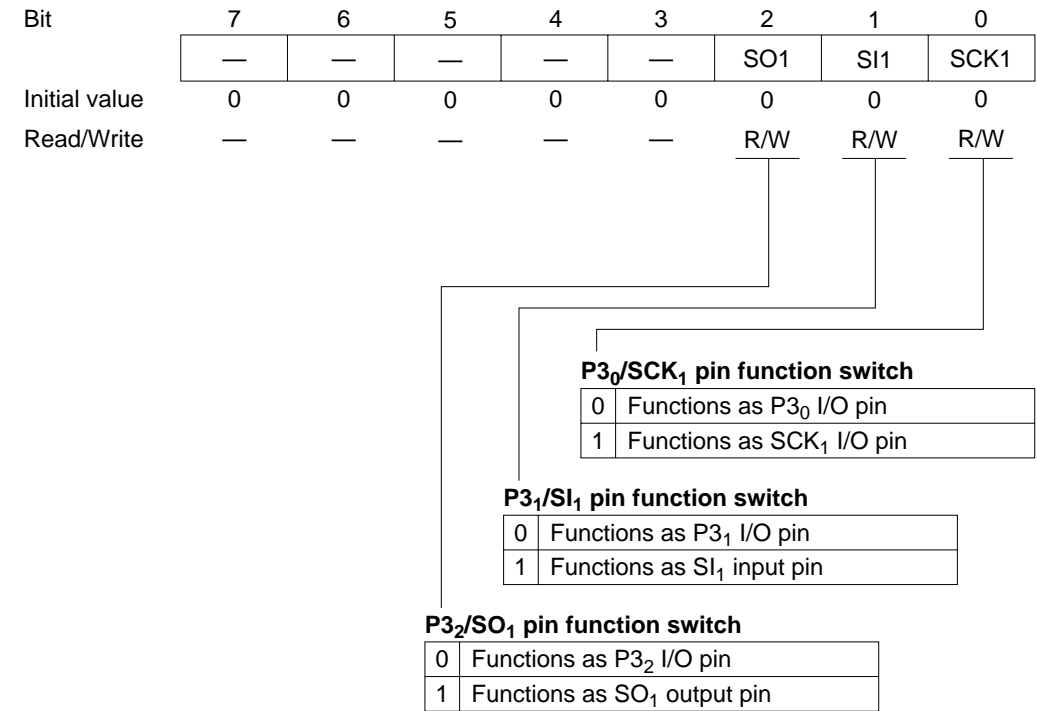 Bit 7 6 5 4 3 2 1 0
— — — — — SO1 SI1 SCK1
Initial value 0 0 0 0 0 0 0 0
Read/Write — — — — — R/W R/W R/W
P3₀/SCK₁ pin function switch
0 Functions as P3₀ I/O pin
1 Functions as SCK₁ I/O pin
P3₁/SI₁ pin function switch
0 Functions as P3₁ I/O pin
1 Functions as SI₁ input pin
P3₂/SO₁ pin function switch
0 Functions as P3₂ I/O pin
1 Functions as SO₁ output pin